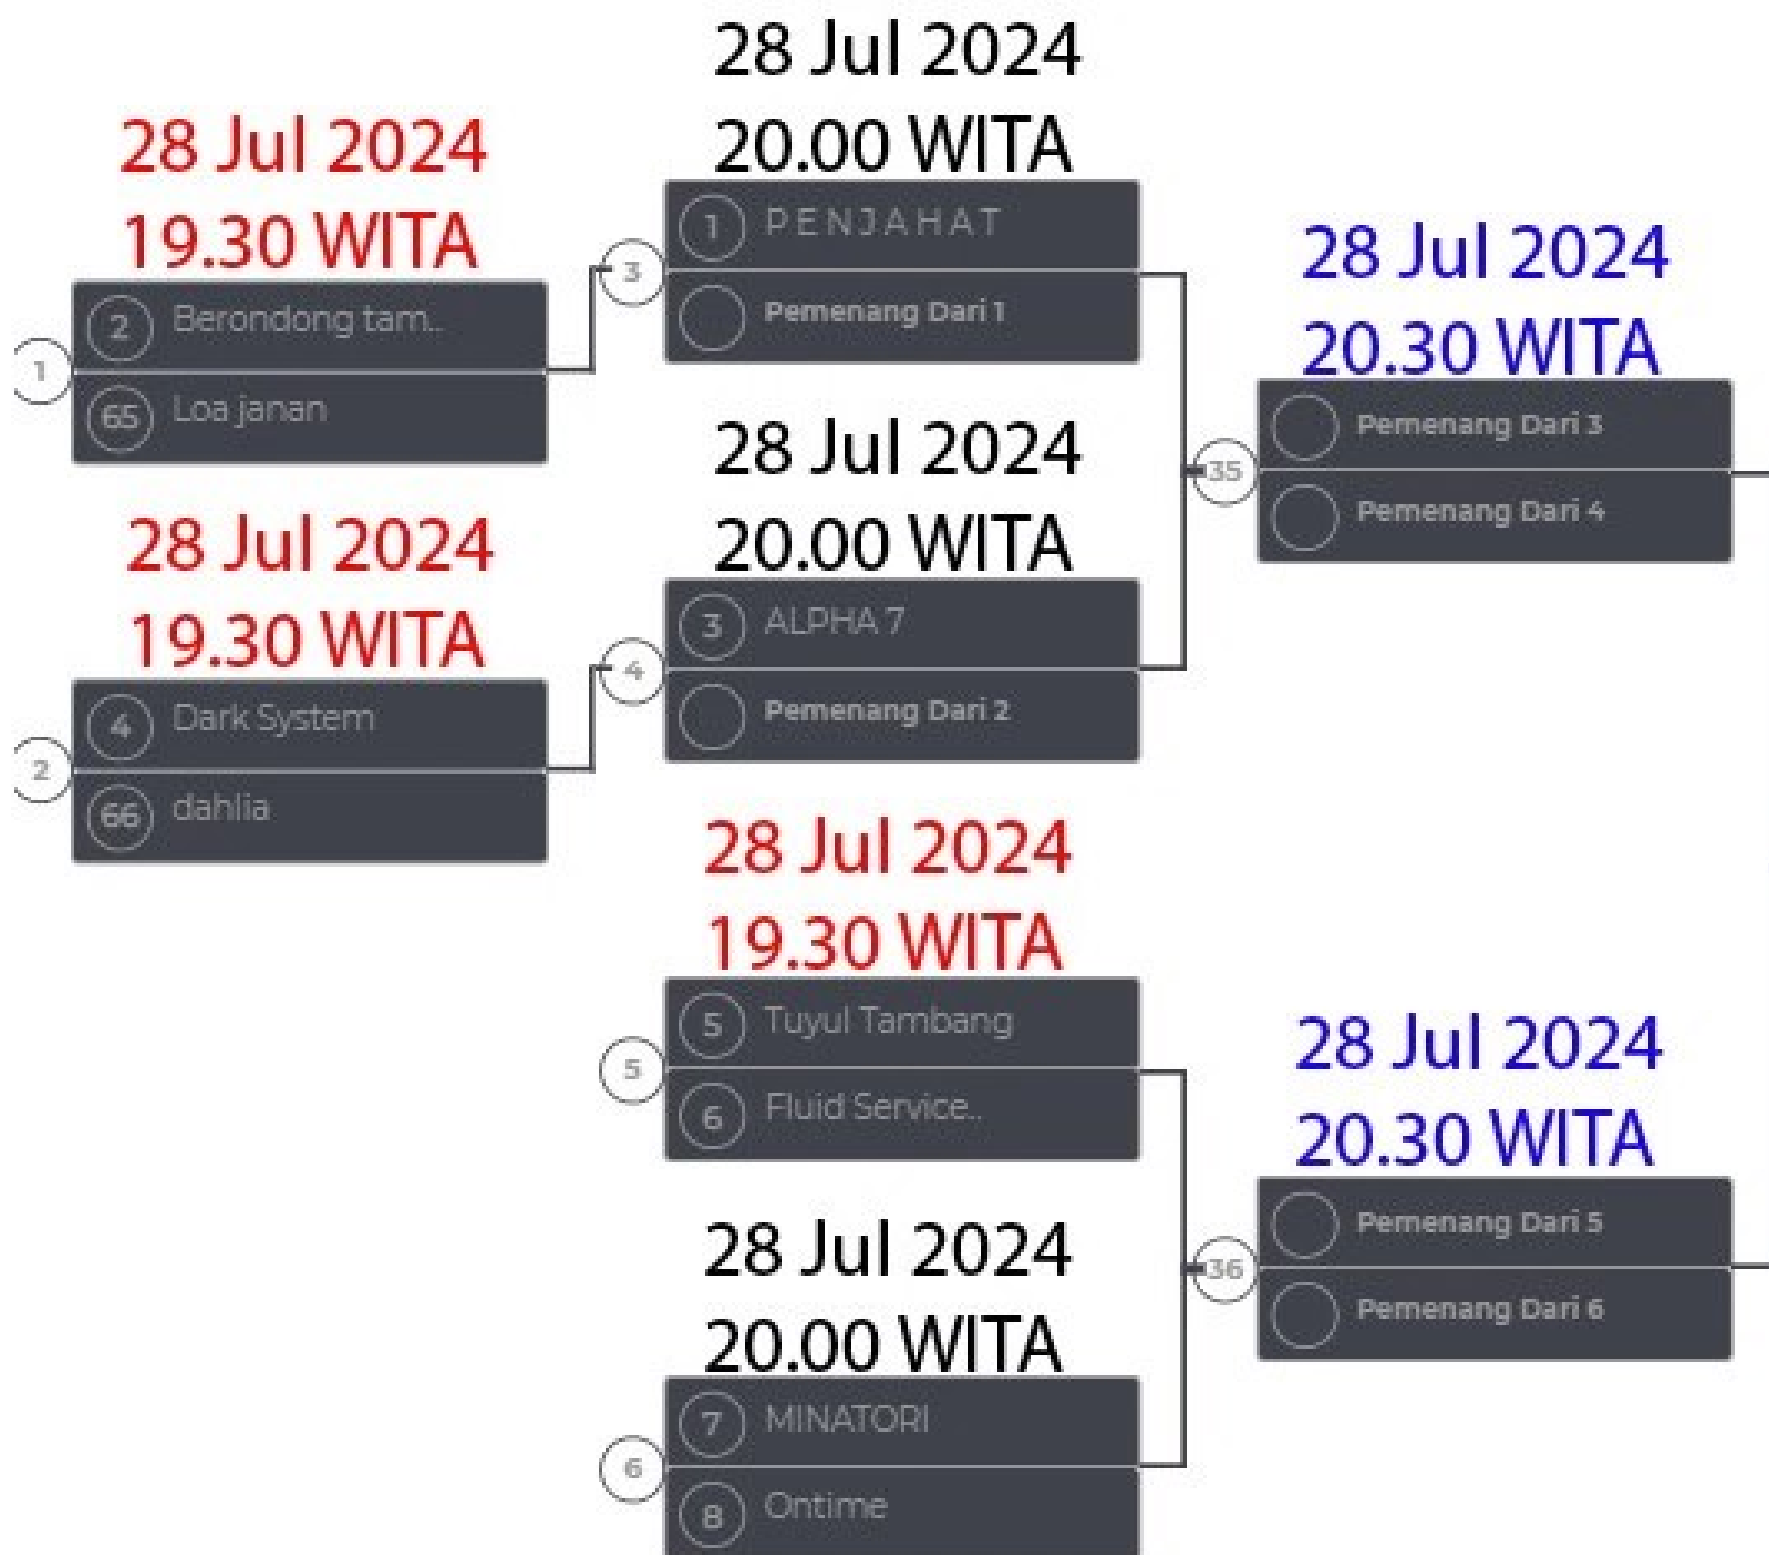 28 Jul 2024
19.30 WITA
1
2 Berondong tam..
65 Loa janan
28 Jul 2024
19.30 WITA
2
4 Dark System
66 dahlia
28 Jul 2024
20.00 WITA
3
1 PENJAHAT
Pemenang Dari 1
28 Jul 2024
20.00 WITA
4
3 ALPHA 7
Pemenang Dari 2
28 Jul 2024
19.30 WITA
5
5 Tuyul Tambang
6 Fluid Service..
28 Jul 2024
20.00 WITA
6
7 MINATORI
8 Ontime
28 Jul 2024
20.30 WITA
35
Pemenang Dari 3
Pemenang Dari 4
28 Jul 2024
20.30 WITA
36
Pemenang Dari 5
Pemenang Dari 6